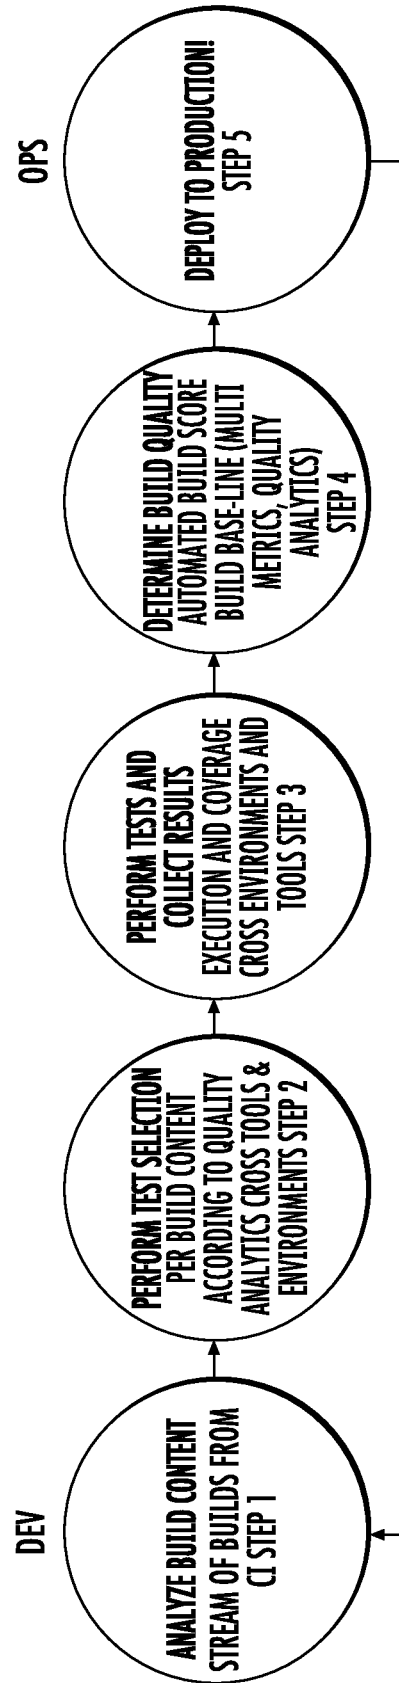 DEV
ANALYZE BUILD CONTENT
STREAM OF BUILDS FROM
CI STEP 1
PERFORM TEST SELECTION
PER BUILD CONTENT
ACCORDING TO QUALITY
ANALYTICS CROSS TOOLS &
ENVIRONMENTS STEP 2
PERFORM TESTS AND
COLLECT RESULTS
EXECUTION AND COVERAGE
CROSS ENVIRONMENTS AND
TOOLS STEP 3
DETERMINE BUILD QUALITY
AUTOMATED BUILD SCORE
BUILD BASE-LINE (MULTI
METRICS, QUALITY
ANALYTICS)
STEP 4
OPS
DEPLOY TO PRODUCTION!
STEP 5